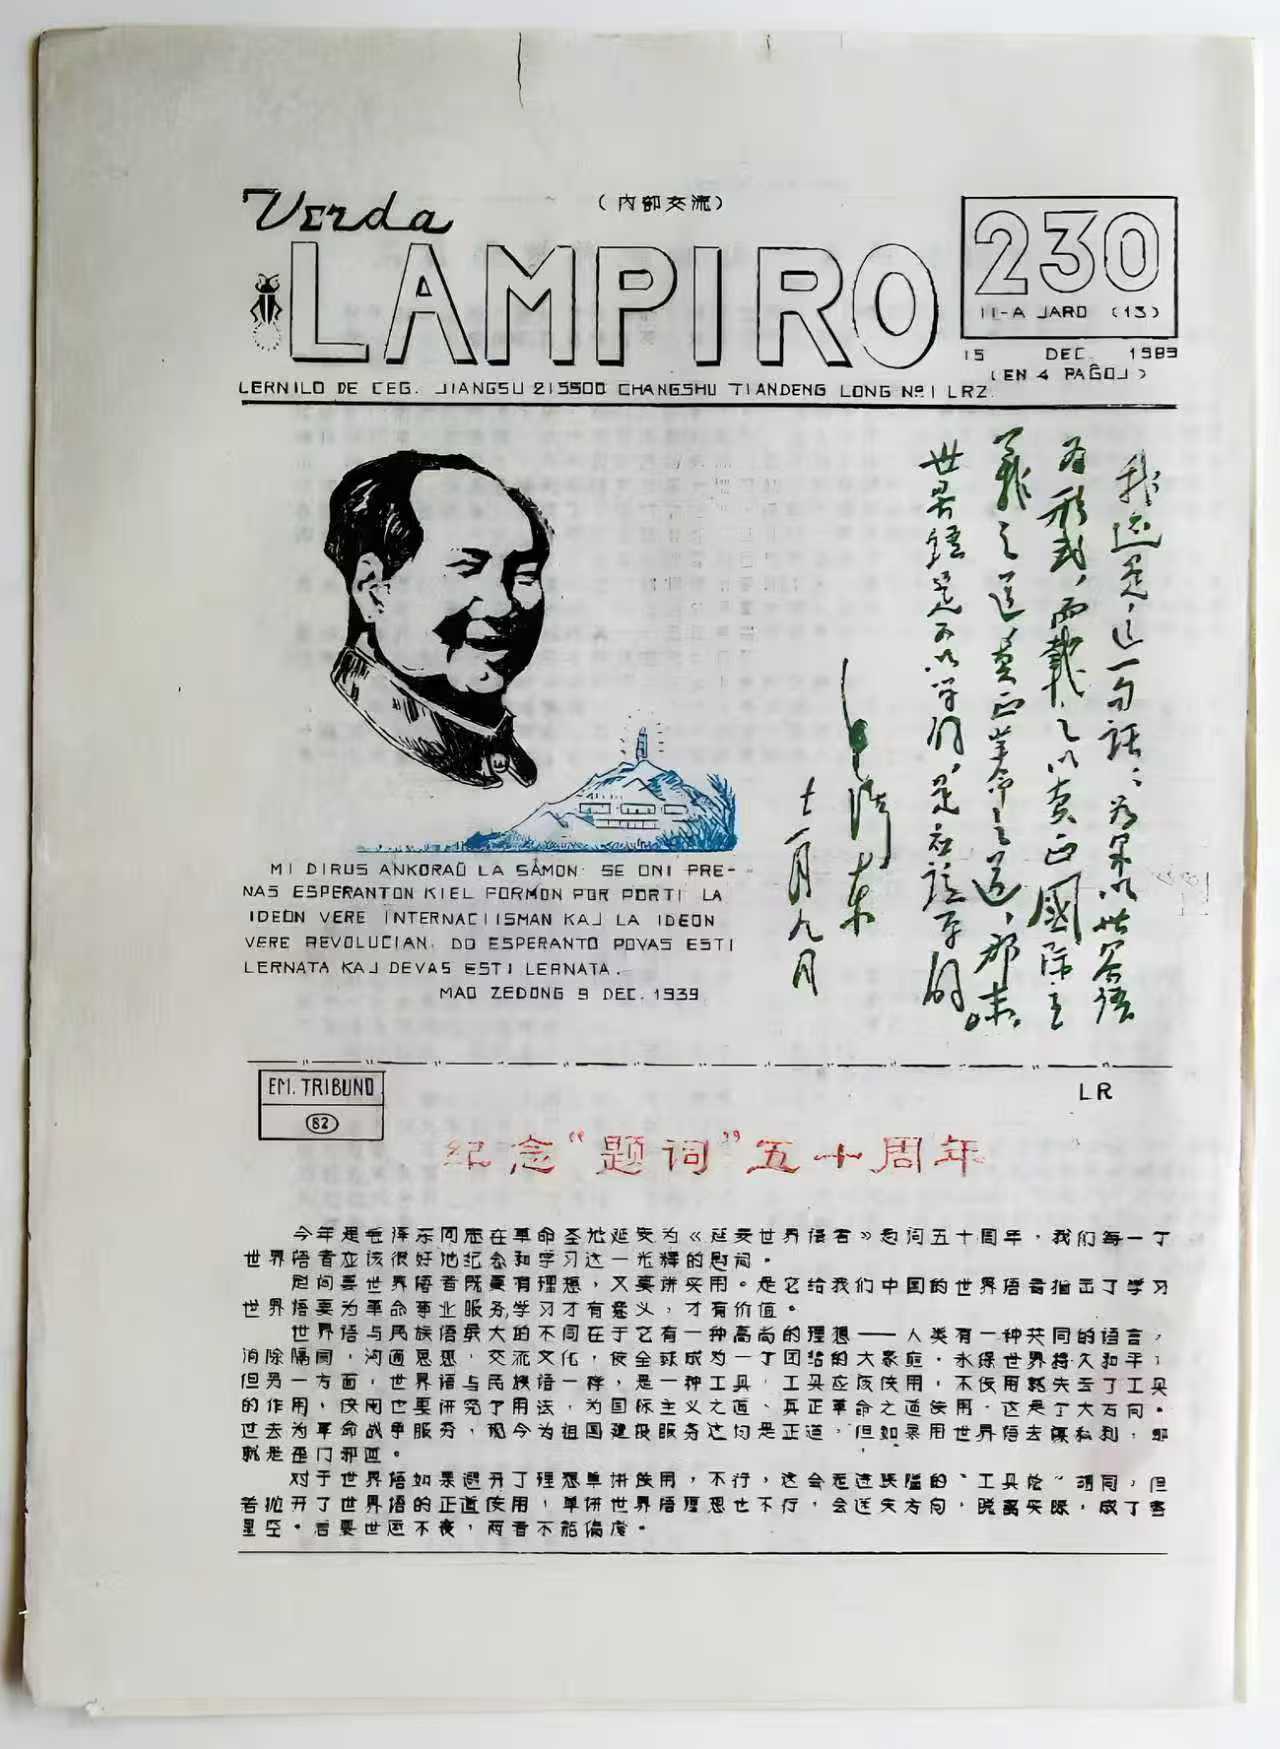 Verda
（内部交流）
LAMPIRO
230
11-A JARO (13)
15 DEC. 1989
(EN 4 PAĜOJ)
LERNILO DE CEG. JIANGSU 215500 CHANGSHU TIANDENG LONG No.1 LRZ.
我还是这一句话：如果以世界语
为形式，而载之以真正国际主
义之道，真正革命之道，那末，
世界语是可以学的，是应该学的。
毛泽东
十二月九日
MI DIRUS ANKORAŬ LA SAMON: SE ONI PRE-
NAS ESPERANTON KIEL FORMON POR PORTI LA
IDEON VERE INTERNACIISMAN KAJ LA IDEON
VERE REVOLUCIAN, DO ESPERANTO POVAS ESTI
LERNATA KAJ DEVAS ESTI LERNATA.
MAO ZEDONG 9 DEC. 1939
EM. TRIBUNO
82
LR
纪念“题词”五十周年
今年是毛泽东同志在革命圣地延安为《延安世界语者》题词五十周年，我们每一个
世界语者应该很好地纪念和学习这一光辉的题词。
题词要世界语者既要有理想，又要讲实用。是它给我们中国的世界语者指出了学习
世界语要为革命事业服务，学习才有意义，才有价值。
世界语与民族语最大的不同在于它有一种高尚的理想——人类有一种共同的语言，
消除隔阂，沟通思想，交流文化，使全球成为一个团结的大家庭，永保世界持久和平；
但另一方面，世界语与民族语一样，是一种工具，工具应该使用，不使用就失去了工具
的作用，使用也要研究个用法，为国际主义之道、真正革命之道使用，这是个大方向。
过去为革命战争服务，现今为祖国建设服务这均是正道，但如果用世界语去谋私利，那
就是歪门邪道。
对于世界语如果避开了理想单讲使用，不行，这会走进狭隘的“工具论”胡同，但
若抛开了世界语的正道使用，单讲世界语理想也不行，会迷失方向，脱离实际，成了
星空。若要世运不衰，两者不能偏废。